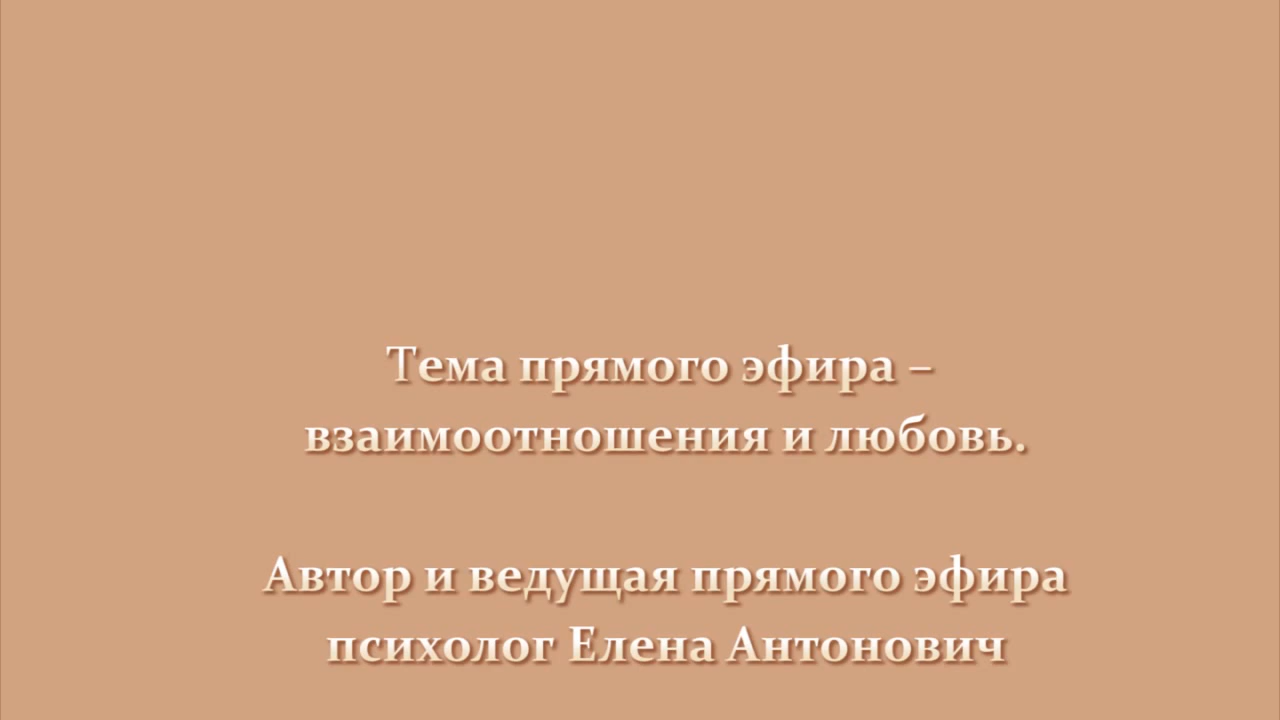 Тема прямого эфира –
взаимоотношения и любовь.
Автор и ведущая прямого эфира
психолог Елена Антонович